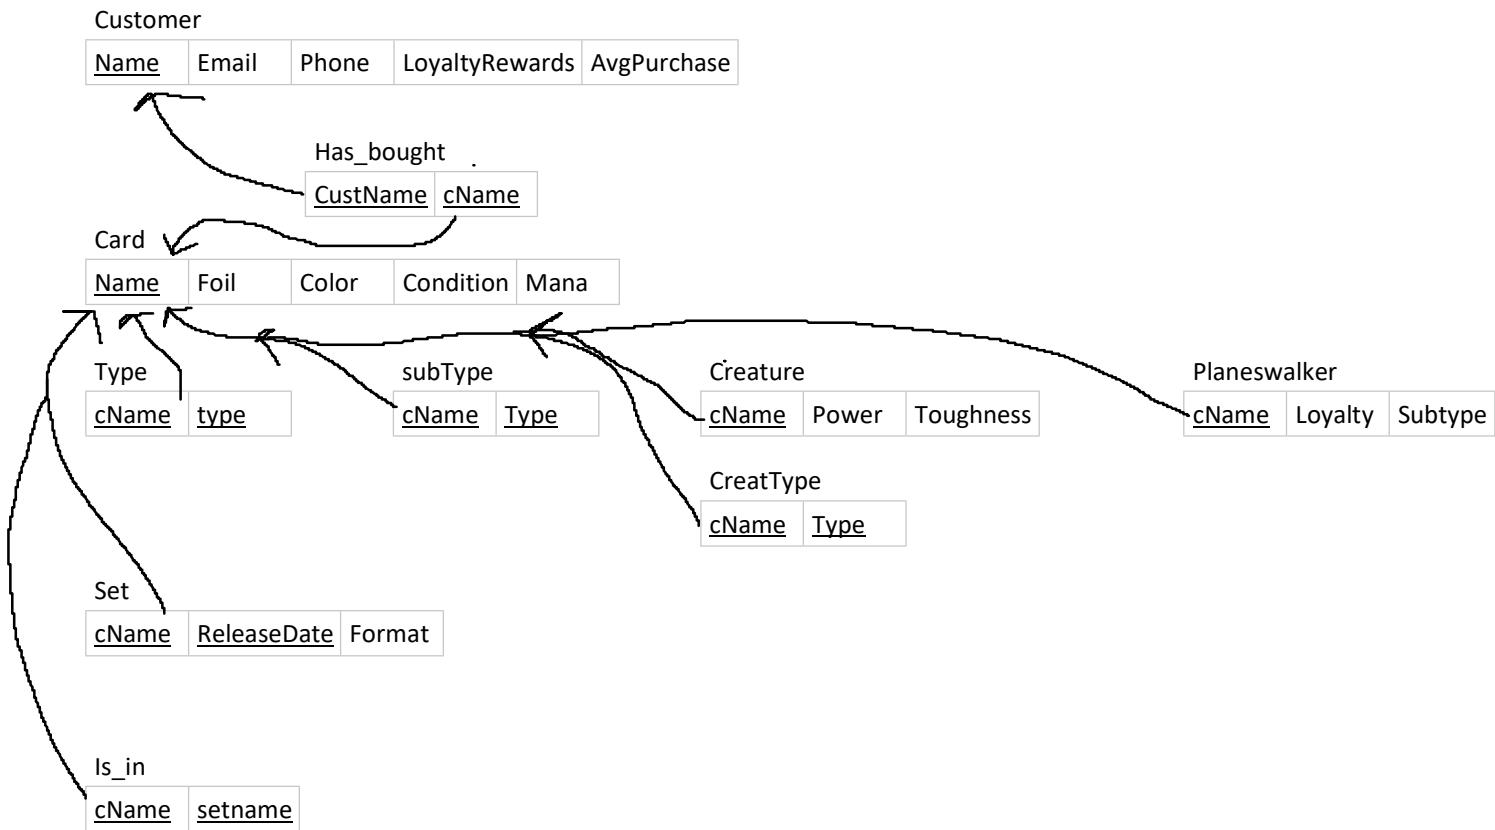 Customer
Name Email Phone LoyaltyRewards AvgPurchase
Has_bought
CustName cName
Card
Name Foil Color Condition Mana
Type subType Creature Planeswalker
cName type cName Type cName Power Toughness cName Loyalty Subtype
CreatType
cName Type
Set
cName ReleaseDate Format
Is_in
cName setname